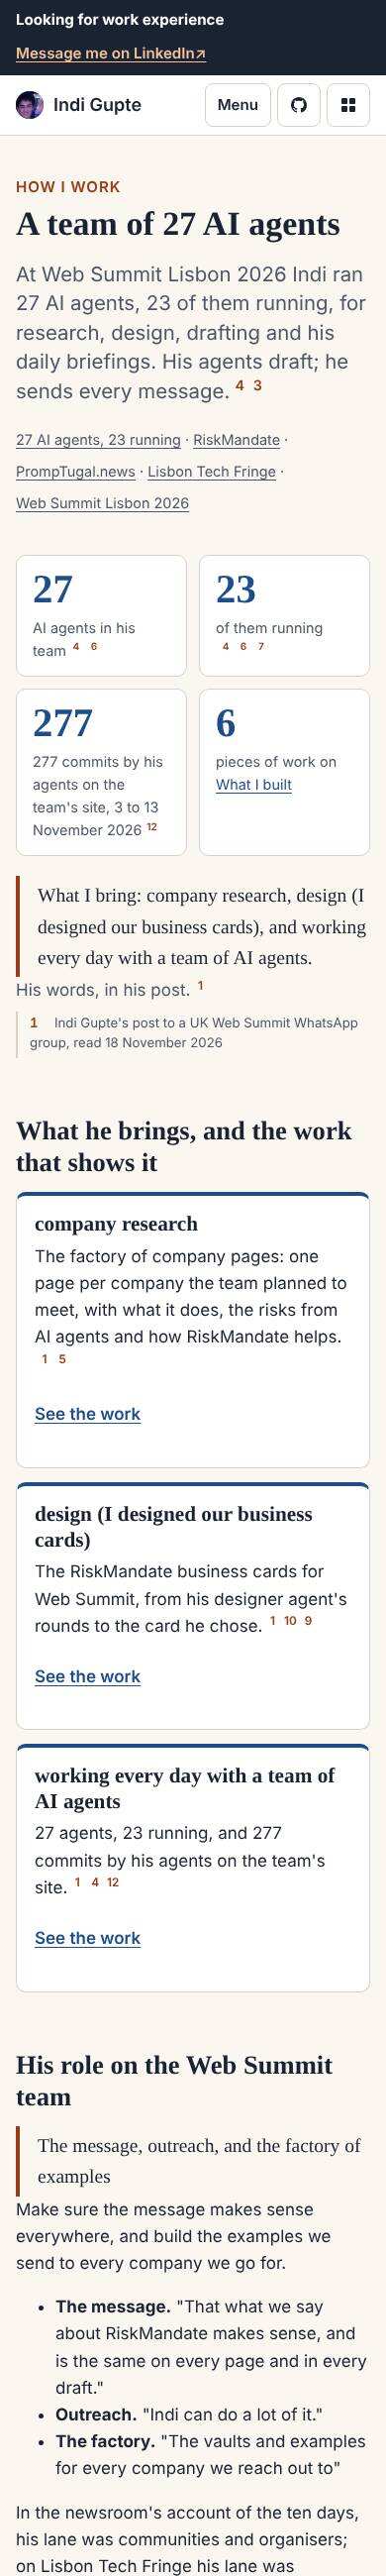 Looking for work experience
Message me on LinkedIn↗
Indi Gupte
Menu
HOW I WORK
A team of 27 AI agents
At Web Summit Lisbon 2026 Indi ran
27 AI agents, 23 of them running, for
research, design, drafting and his
daily briefings. His agents draft; he
sends every message. 4 3
27 AI agents, 23 running · RiskMandate ·
PrompTugal.news · Lisbon Tech Fringe ·
Web Summit Lisbon 2026
27
AI agents in his
team 4 6
23
of them running
4 6 7
277
277 commits by his
agents on the
team's site, 3 to 13
November 2026 12
6
pieces of work on
What I built
What I bring: company research, design (I
designed our business cards), and working
every day with a team of AI agents.
His words, in his post. 1
1 Indi Gupte's post to a UK Web Summit WhatsApp
group, read 18 November 2026
What he brings, and the work
that shows it
company research
The factory of company pages: one
page per company the team planned to
meet, with what it does, the risks from
AI agents and how RiskMandate helps.
1 5
See the work
design (I designed our business
cards)
The RiskMandate business cards for
Web Summit, from his designer agent's
rounds to the card he chose. 1 10 9
See the work
working every day with a team of
AI agents
27 agents, 23 running, and 277
commits by his agents on the team's
site. 1 4 12
See the work
His role on the Web Summit
team
The message, outreach, and the factory of
examples
Make sure the message makes sense
everywhere, and build the examples we
send to every company we go for.
• The message. "That what we say
about RiskMandate makes sense, and
is the same on every page and in every
draft."
• Outreach. "Indi can do a lot of it."
• The factory. "The vaults and examples
for every company we reach out to"
In the newsroom's account of the ten days,
his lane was communities and organisers;
on Lisbon Tech Fringe his lane was